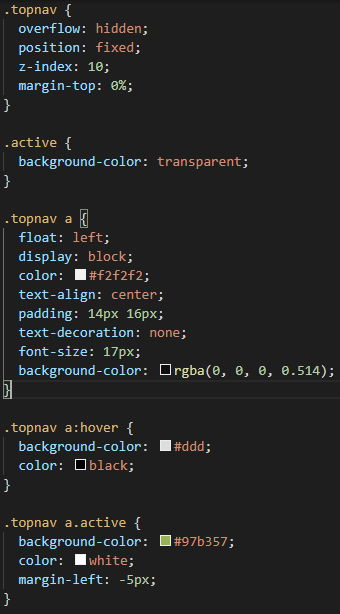 .topnav {
  overflow: hidden;
  position: fixed;
  z-index: 10;
  margin-top: 0%;
}

.active {
  background-color: transparent;
}

.topnav a {
  float: left;
  display: block;
  color: #f2f2f2;
  text-align: center;
  padding: 14px 16px;
  text-decoration: none;
  font-size: 17px;
  background-color: rgba(0, 0, 0, 0.514);
}

.topnav a:hover {
  background-color: #ddd;
  color: black;
}

.topnav a.active {
  background-color: #97b357;
  color: white;
  margin-left: -5px;
}